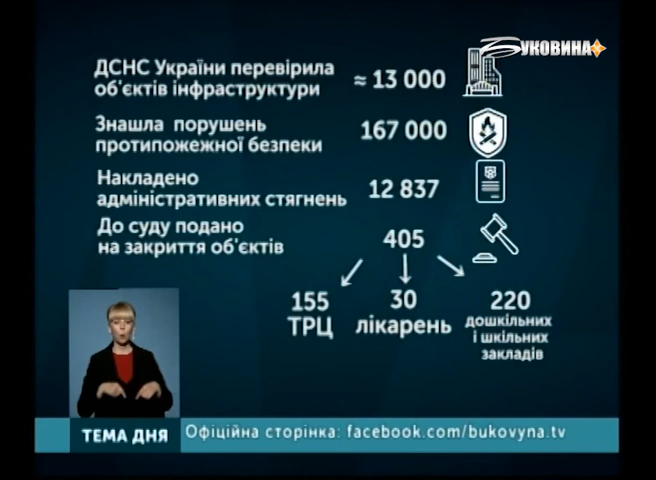 БУКОВИНА
ДСНС України перевірила
об'єктів інфраструктури
≈ 13 000
Знашла порушень
протипожежної безпеки
167 000
Накладено
адміністративних стягнень
12 837
До суду подано
на закриття об'єктів
405
155
ТРЦ
30
лікарень
220
дошкільних
і шкільних
закладів
ТЕМА ДНЯ
Офіційна сторінка: facebook.com/bukovyna.tv